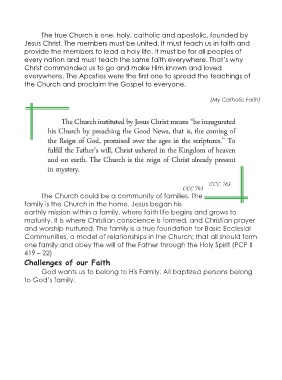 The true Church is one, holy, catholic and apostolic, founded by
Jesus Christ. The members must be united. It must teach us in faith and
provide the members to lead a holy life. It must be for all peoples of
every nation and must teach the same faith everywhere. That's why
Christ commanded us to go and make Him known and loved
everywhere. The Apostles were the first one to spread the teachings of
the Church and proclaim the Gospel to everyone.
(My Catholic Faith)
The Church instituted by Jesus Christ means "he inaugurated
his Church by preaching the Good News, that is, the coming of
the Reign of God, promised over the ages in the scriptures." To
fulfill the Father's will, Christ ushered in the Kingdom of heaven
and on earth. The Church is the reign of Christ already present
in mystery.
CCC 763
CCC 763
The Church could be a community of families. The
family is the Church in the home. Jesus began his
earthly mission within a family, where faith life begins and grows to
maturity. It is where Christian conscience is formed, and Christian prayer
and worship nurtured. The family is a true foundation for Basic Ecclesial
Communities, a model of relationships in the Church; that all should form
one family and obey the will of the Father through the Holy Spirit (PCP II
419 – 22)
Challenges of our Faith
God wants us to belong to His Family. All baptized persons belong
to God's family.